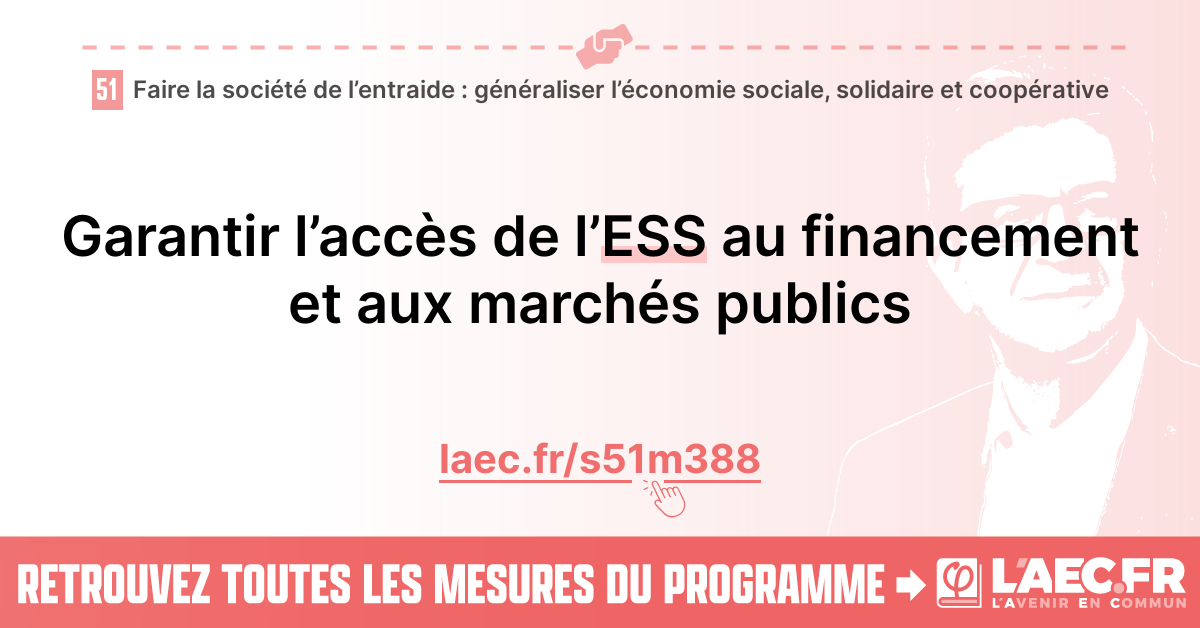 51 Faire la société de l’entraide : généraliser l’économie sociale, solidaire et coopérative
Garantir l’accès de l’ESS au financement
et aux marchés publics
laec.fr/s51m388
RETROUVEZ TOUTES LES MESURES DU PROGRAMME
φ L’AEC.FR
L’AVENIR EN COMMUN